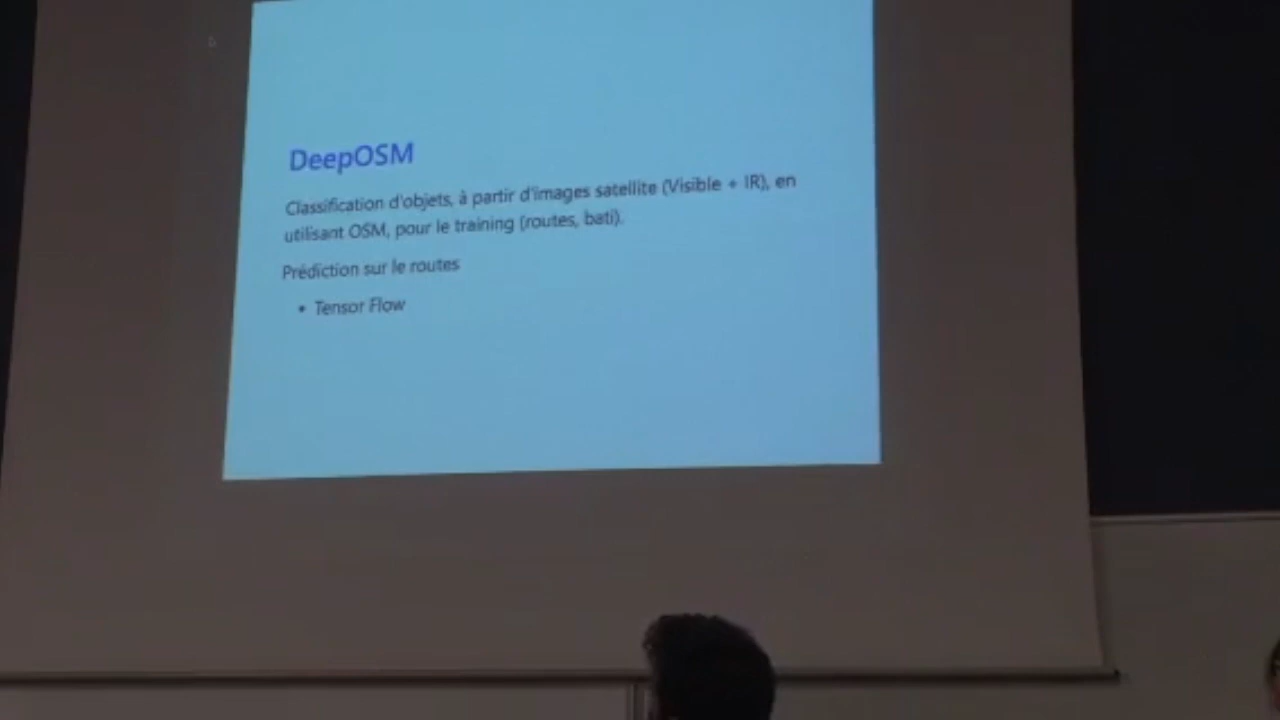 DeepOSM
Classification d'objets, à partir d'images satellite (Visible + IR), en
utilisant OSM, pour le training (routes, bati).
Prédiction sur le routes
• Tensor Flow